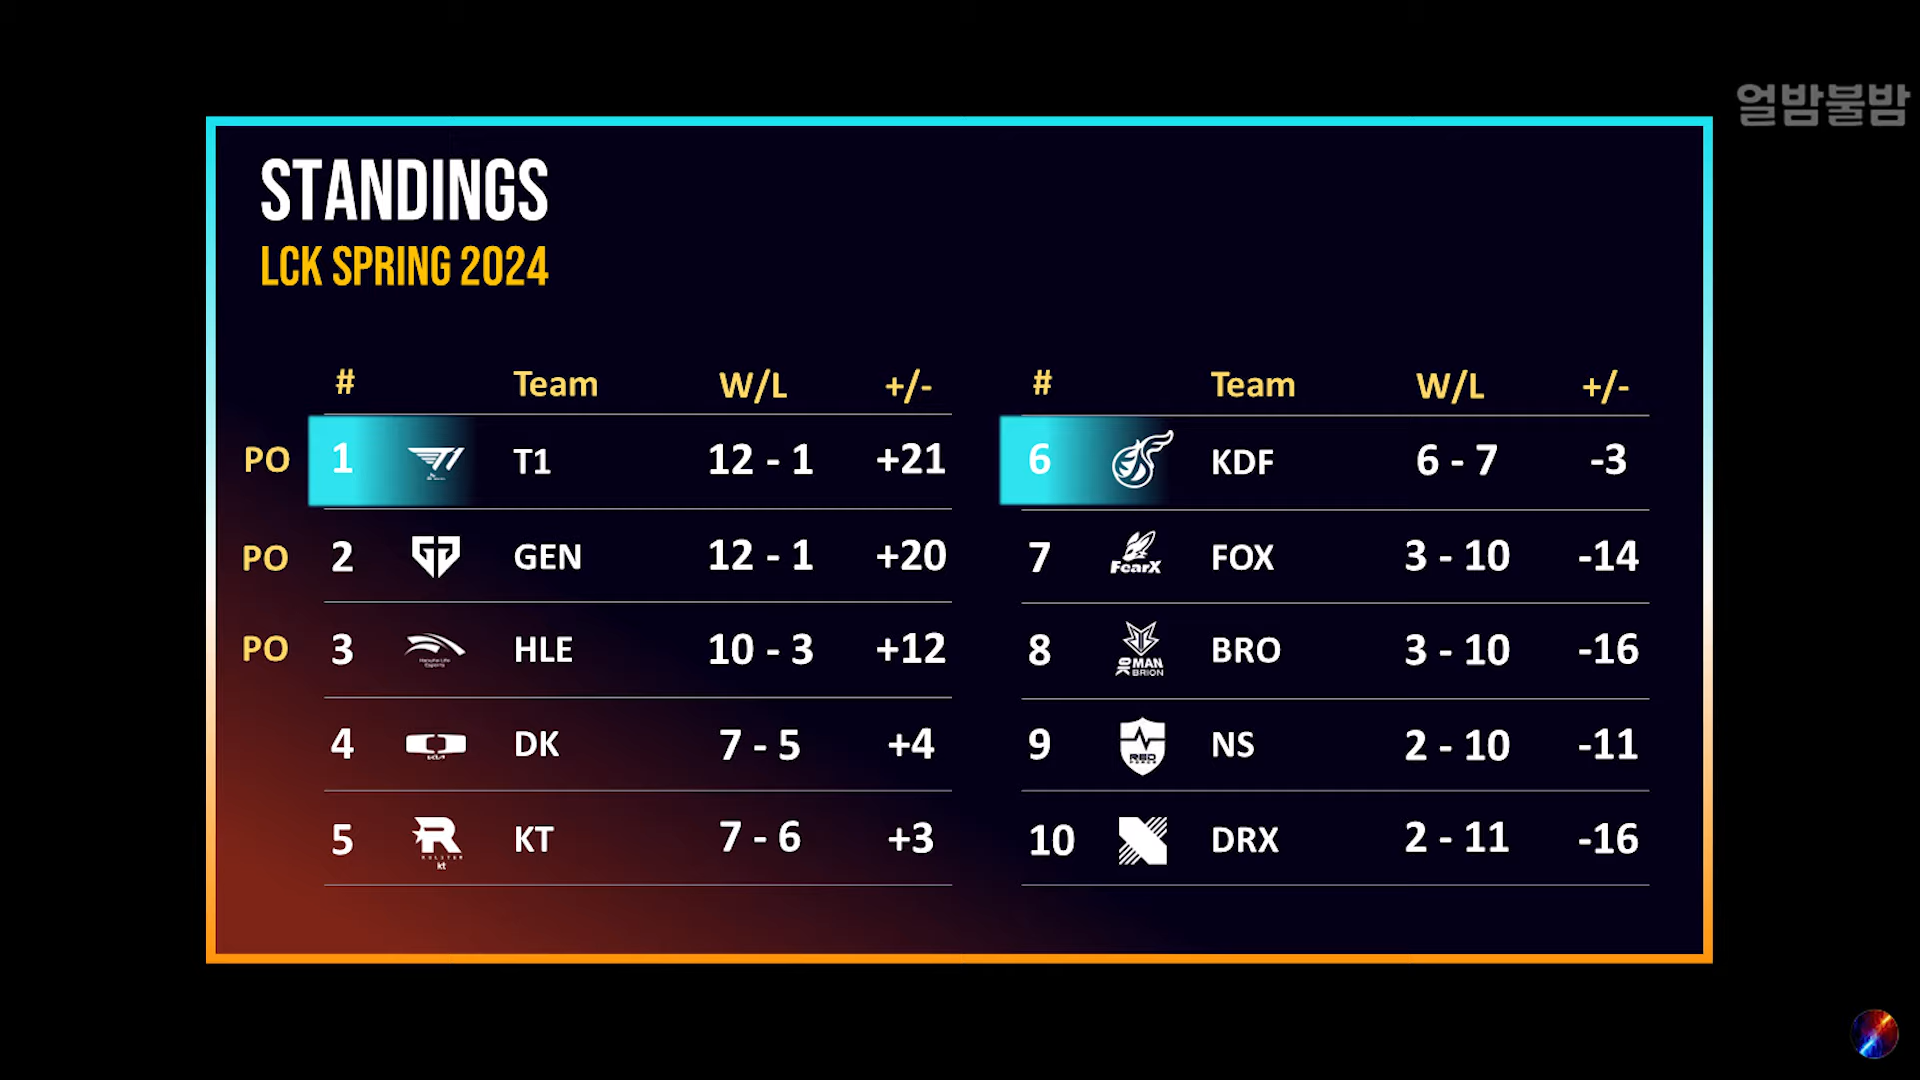 얼밤불밤
STANDINGS
LCK SPRING 2024
# Team W/L +/-
PO 1 T1 12 - 1 +21
PO 2 GEN 12 - 1 +20
PO 3 HLE 10 - 3 +12
4 DK 7 - 5 +4
5 KT 7 - 6 +3
# Team W/L +/-
6 KDF 6 - 7 -3
7 FearX FOX 3 - 10 -14
8 OK MAN BRION BRO 3 - 10 -16
9 RED NS 2 - 10 -11
10 DRX 2 - 11 -16